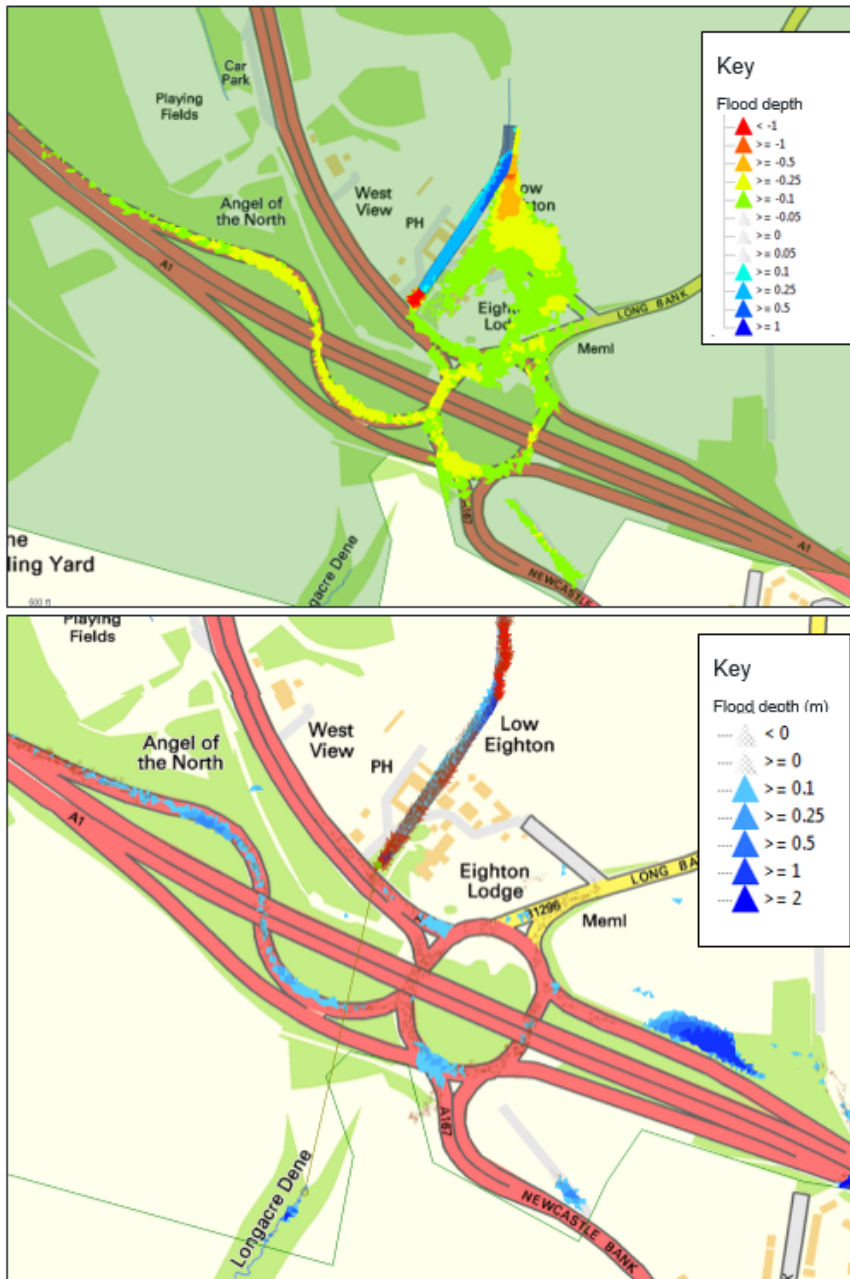 Car
Park
Playing
Fields
Angel of
the North
West
View
PH
Low
Eighton
A1
Eighton
Lod
LONG BANK
Meml
A1
NEWCASTLE
ling Yard
Longacre Dene
Key
Flood depth
< -1
>= -1
>= -0.5
>= -0.25
>= -0.1
>= -0.05
>= 0
>= 0.05
>= 0.1
>= 0.25
>= 0.5
>= 1
Playing
Fields
Angel of
the North
West
View
PH
Low
Eighton
A1
Eighton
Lodge
LONG BANK
Meml
A167
NEWCASTLE BANK
Longacre Dene
Key
Flood depth (m)
< 0
>= 0
>= 0.1
>= 0.25
>= 0.5
>= 1
>= 2